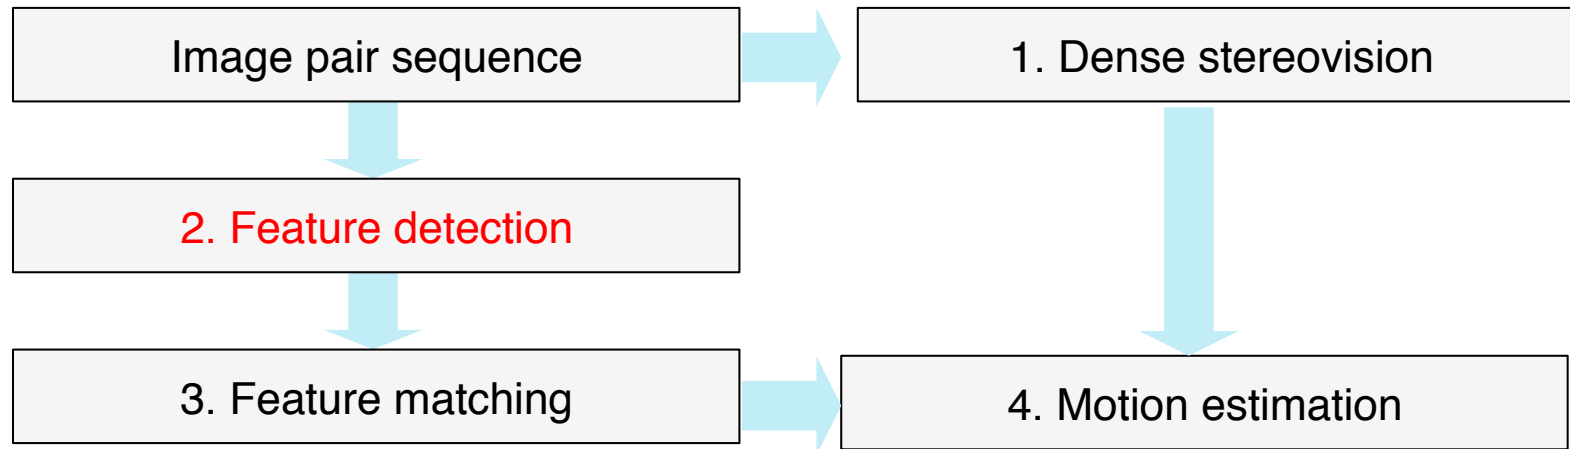 Image pair sequence
1. Dense stereovision
2. Feature detection
3. Feature matching
4. Motion estimation